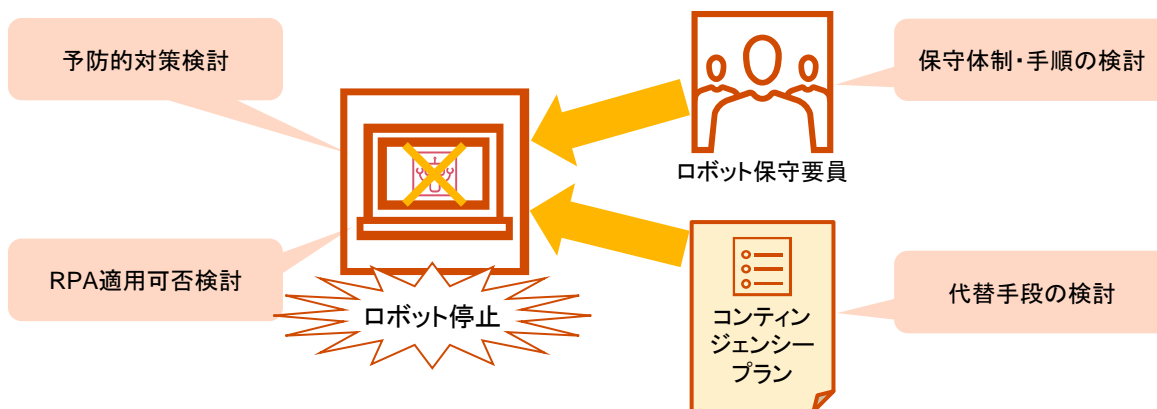 予防的対策検討
保守体制・手順の検討
ロボット保守要員
RPA適用可否検討
ロボット停止
コンティン
ジェンシー
プラン
代替手段の検討